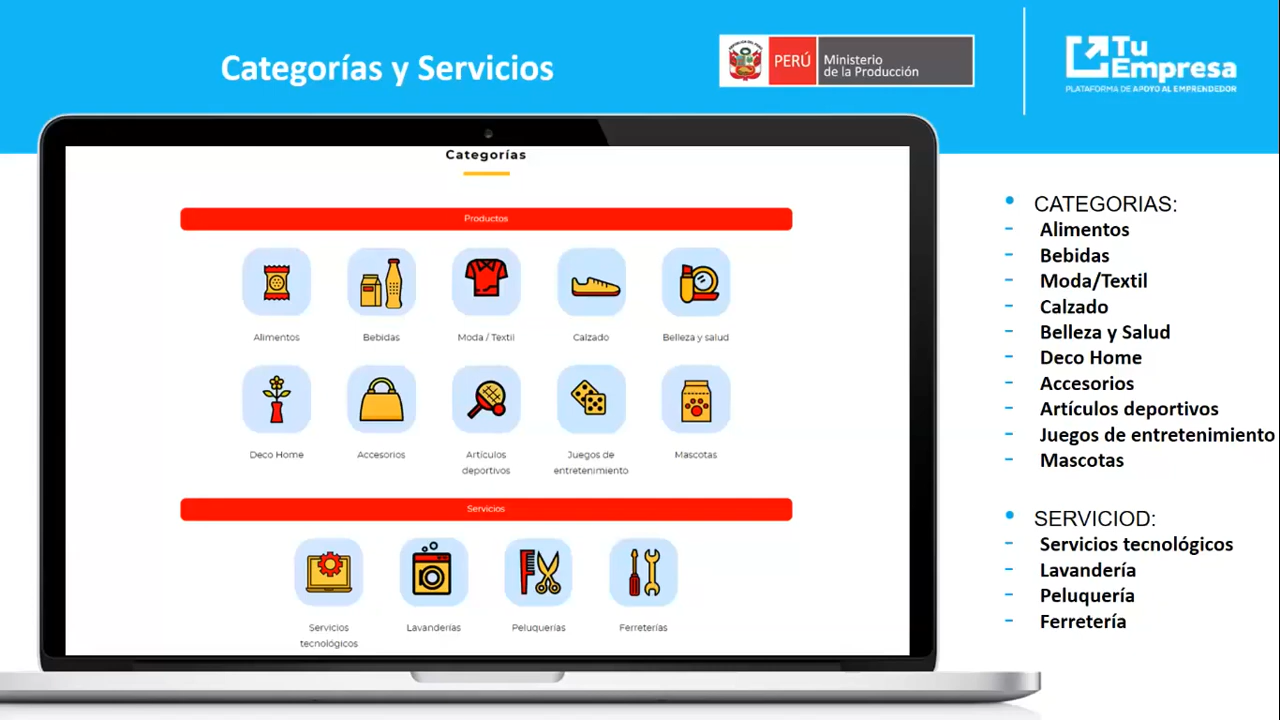 Categorías y Servicios
PERÚ
Ministerio
de la Producción
Tu
Empresa
PLATAFORMA DE APOYO AL EMPRENDEDOR
Categorías
Productos
Alimentos
Bebidas
Moda / Textil
Calzado
Belleza y salud
Deco Home
Accesorios
Artículos
deportivos
Juegos de
entretenimiento
Mascotas
Servicios
Servicios
tecnológicos
Lavanderías
Peluquerías
Ferreterías
• CATEGORIAS:
- Alimentos
- Bebidas
- Moda/Textil
- Calzado
- Belleza y Salud
- Deco Home
- Accesorios
- Artículos deportivos
- Juegos de entretenimiento
- Mascotas
• SERVICIOD:
- Servicios tecnológicos
- Lavandería
- Peluquería
- Ferretería